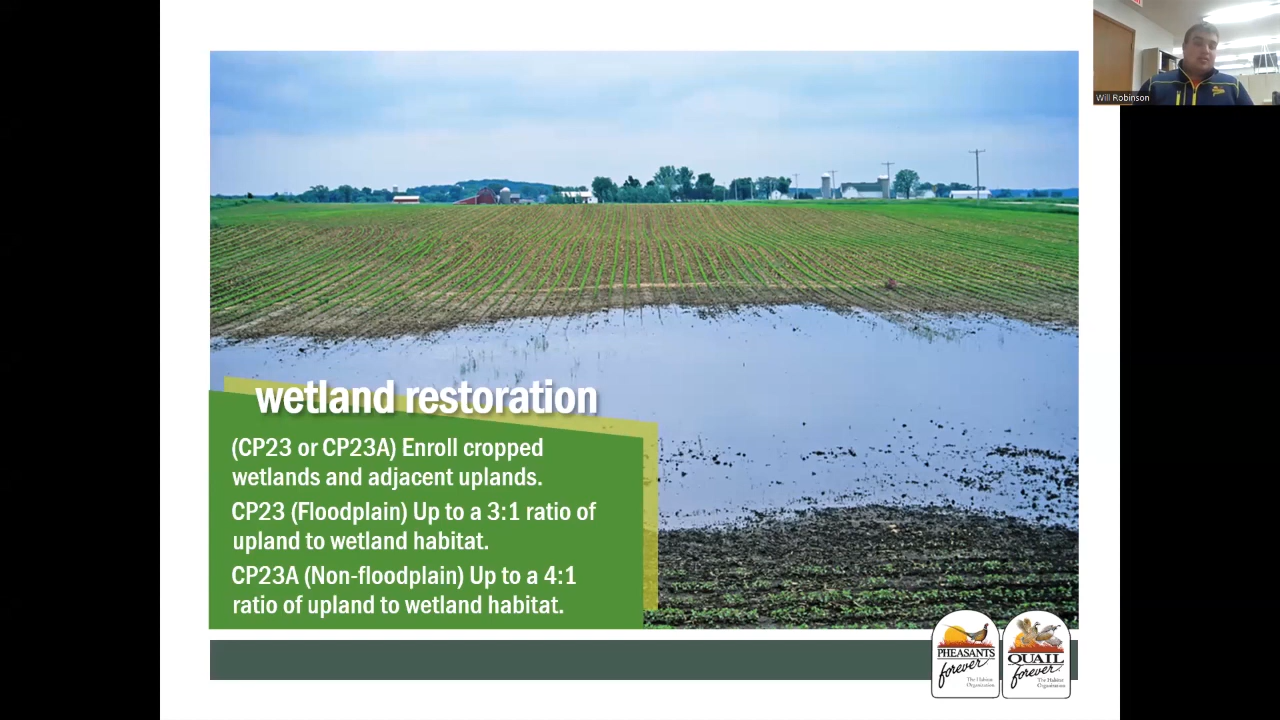 Will Robinson
wetland restoration
(CP23 or CP23A) Enroll cropped
wetlands and adjacent uplands.
CP23 (Floodplain) Up to a 3:1 ratio of
upland to wetland habitat.
CP23A (Non-floodplain) Up to a 4:1
ratio of upland to wetland habitat.
PHEASANTS
forever
The Habitat
Organization
QUAIL
forever
The Habitat
Organization